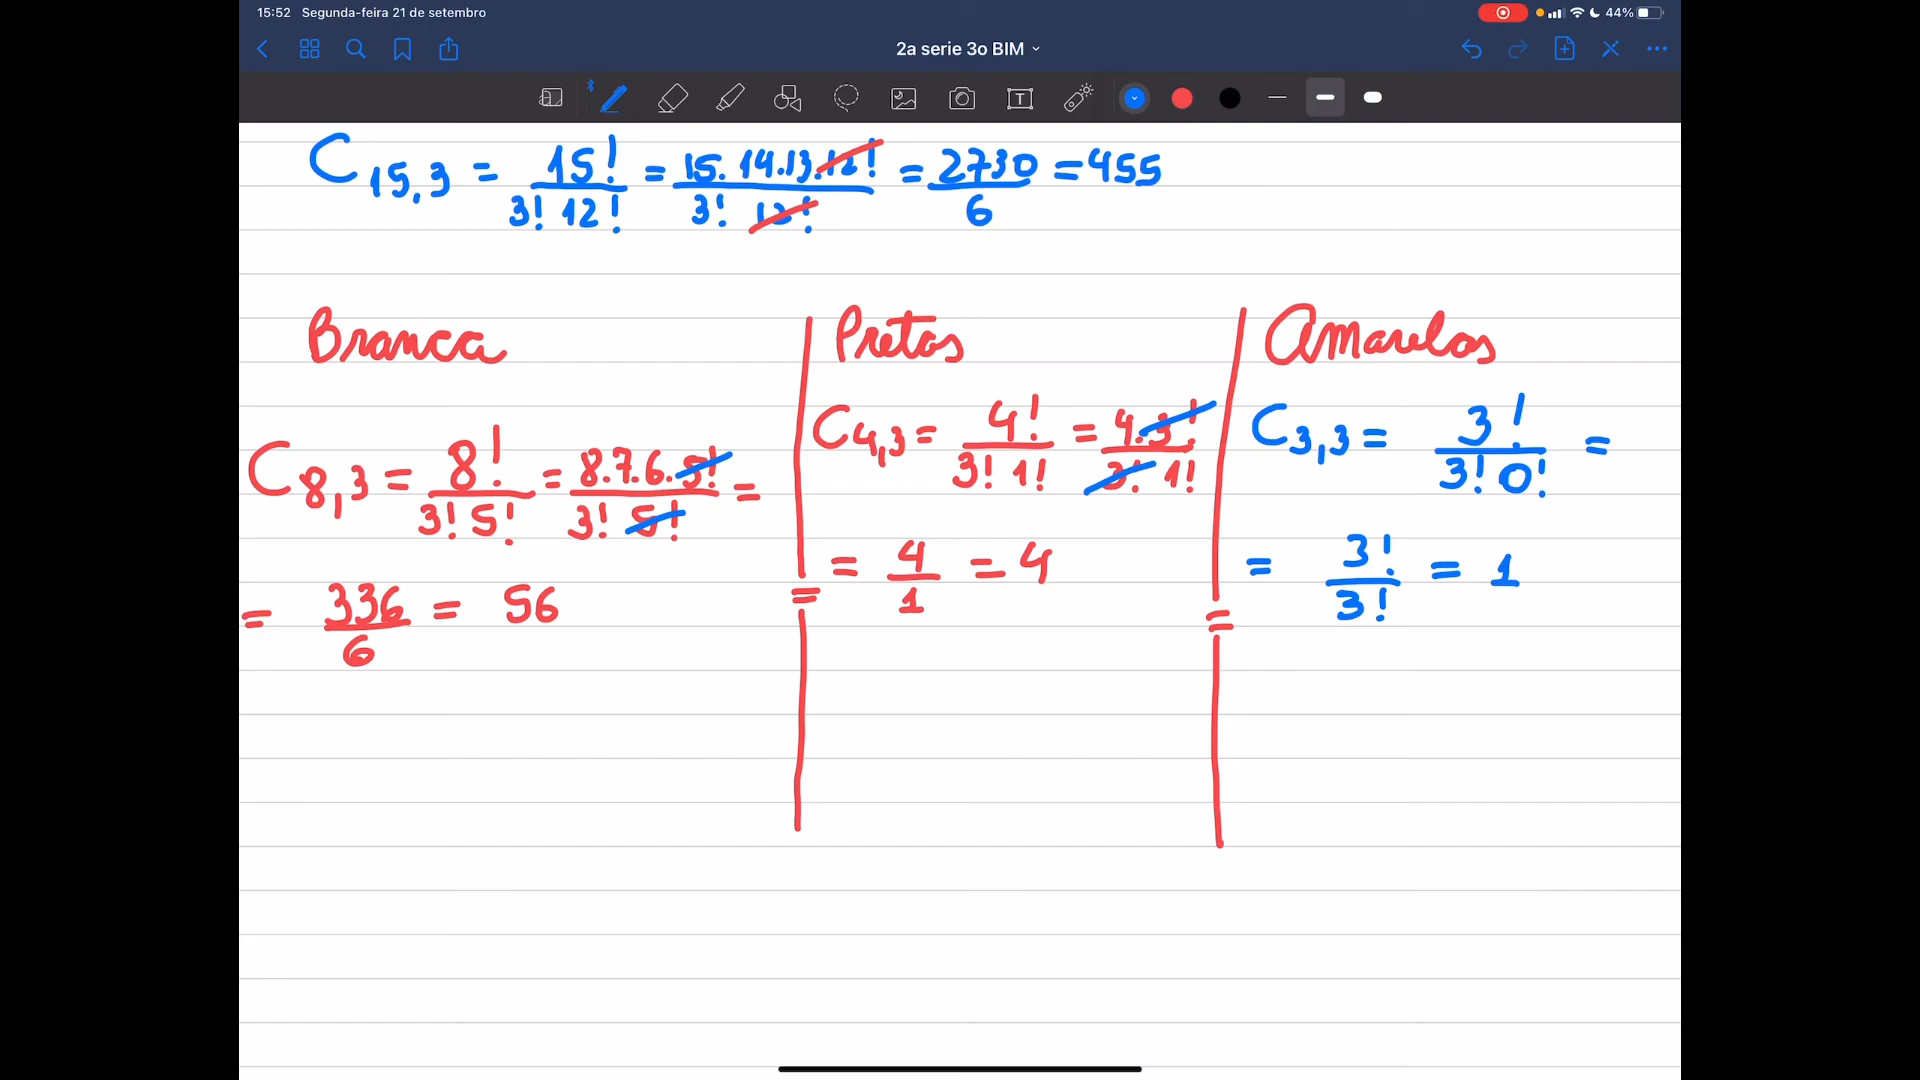 15:52 Segunda-feira 21 de setembro 44%
2a serie 3o BIM
T
C15,3 = 15!/3! 12! = 15.14.13.12!/3! 12! = 2730/6 = 455
Branca
C8,3 = 8!/3! 5! = 8.7.6.5!/3! 5! =
= 336/6 = 56
Pretas
C4,3 = 4!/3! 1! = 4.3!/3! 1!
= 4/1 = 4
=
Amarelas
C3,3 = 3!/3! 0! =
= 3!/3! = 1
=